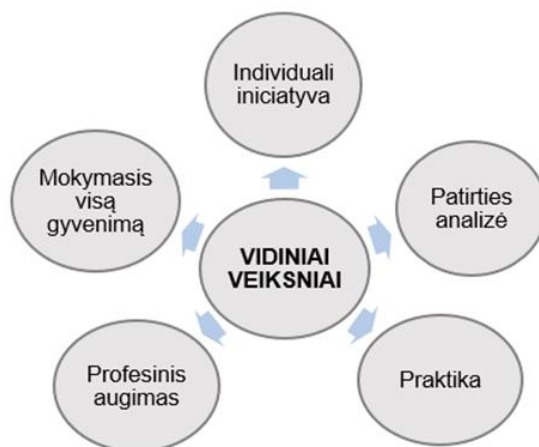 Individuali
iniciatyva
Mokymasis
visą
gyvenimą
Patirties
analizė
VIDINIAI
VEIKSNIAI
Profesinis
augimas
Praktika